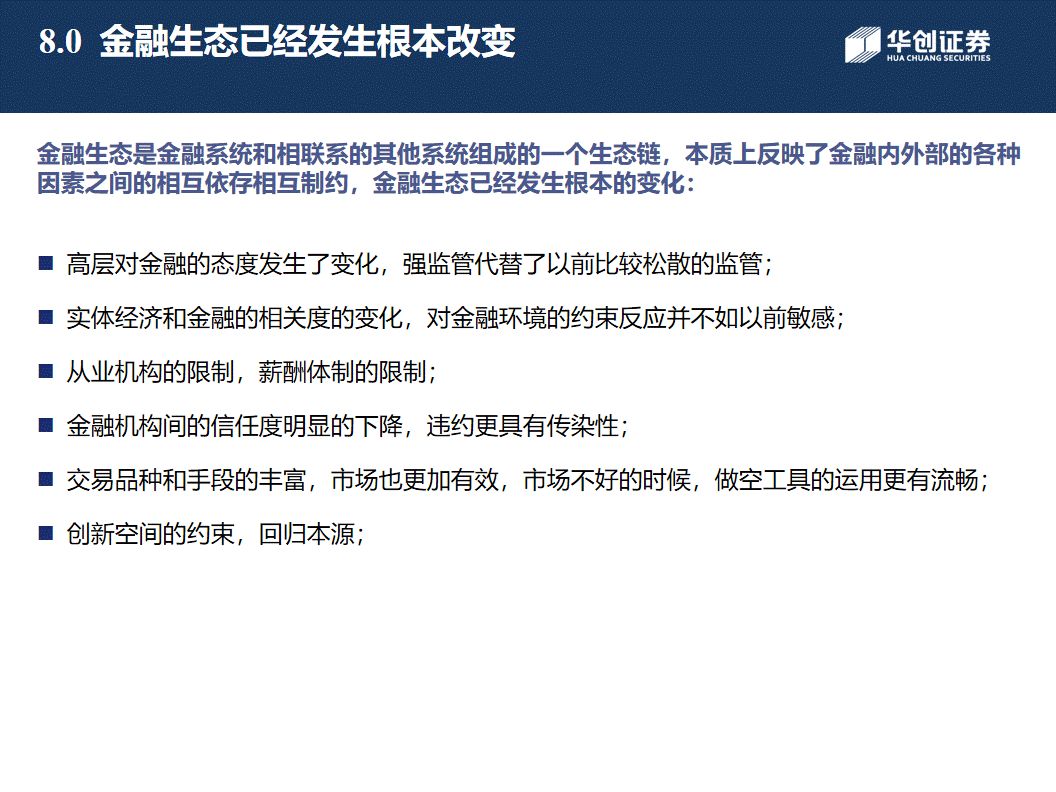 8.0 金融生态已经发生根本改变
华创证券
HUA CHUANG SECURITIES
金融生态是金融系统和相联系的其他系统组成的一个生态链，本质上反映了金融内外部的各种
因素之间的相互依存相互制约，金融生态已经发生根本的变化：
■ 高层对金融的态度发生了变化，强监管代替了以前比较松散的监管；
■ 实体经济和金融的相关度的变化，对金融环境的约束反应并不如以前敏感；
■ 从业机构的限制，薪酬体制的限制；
■ 金融机构间的信任度明显的下降，违约更具有传染性；
■ 交易品种和手段的丰富，市场也更加有效，市场不好的时候，做空工具的运用更有流畅；
■ 创新空间的约束，回归本源；